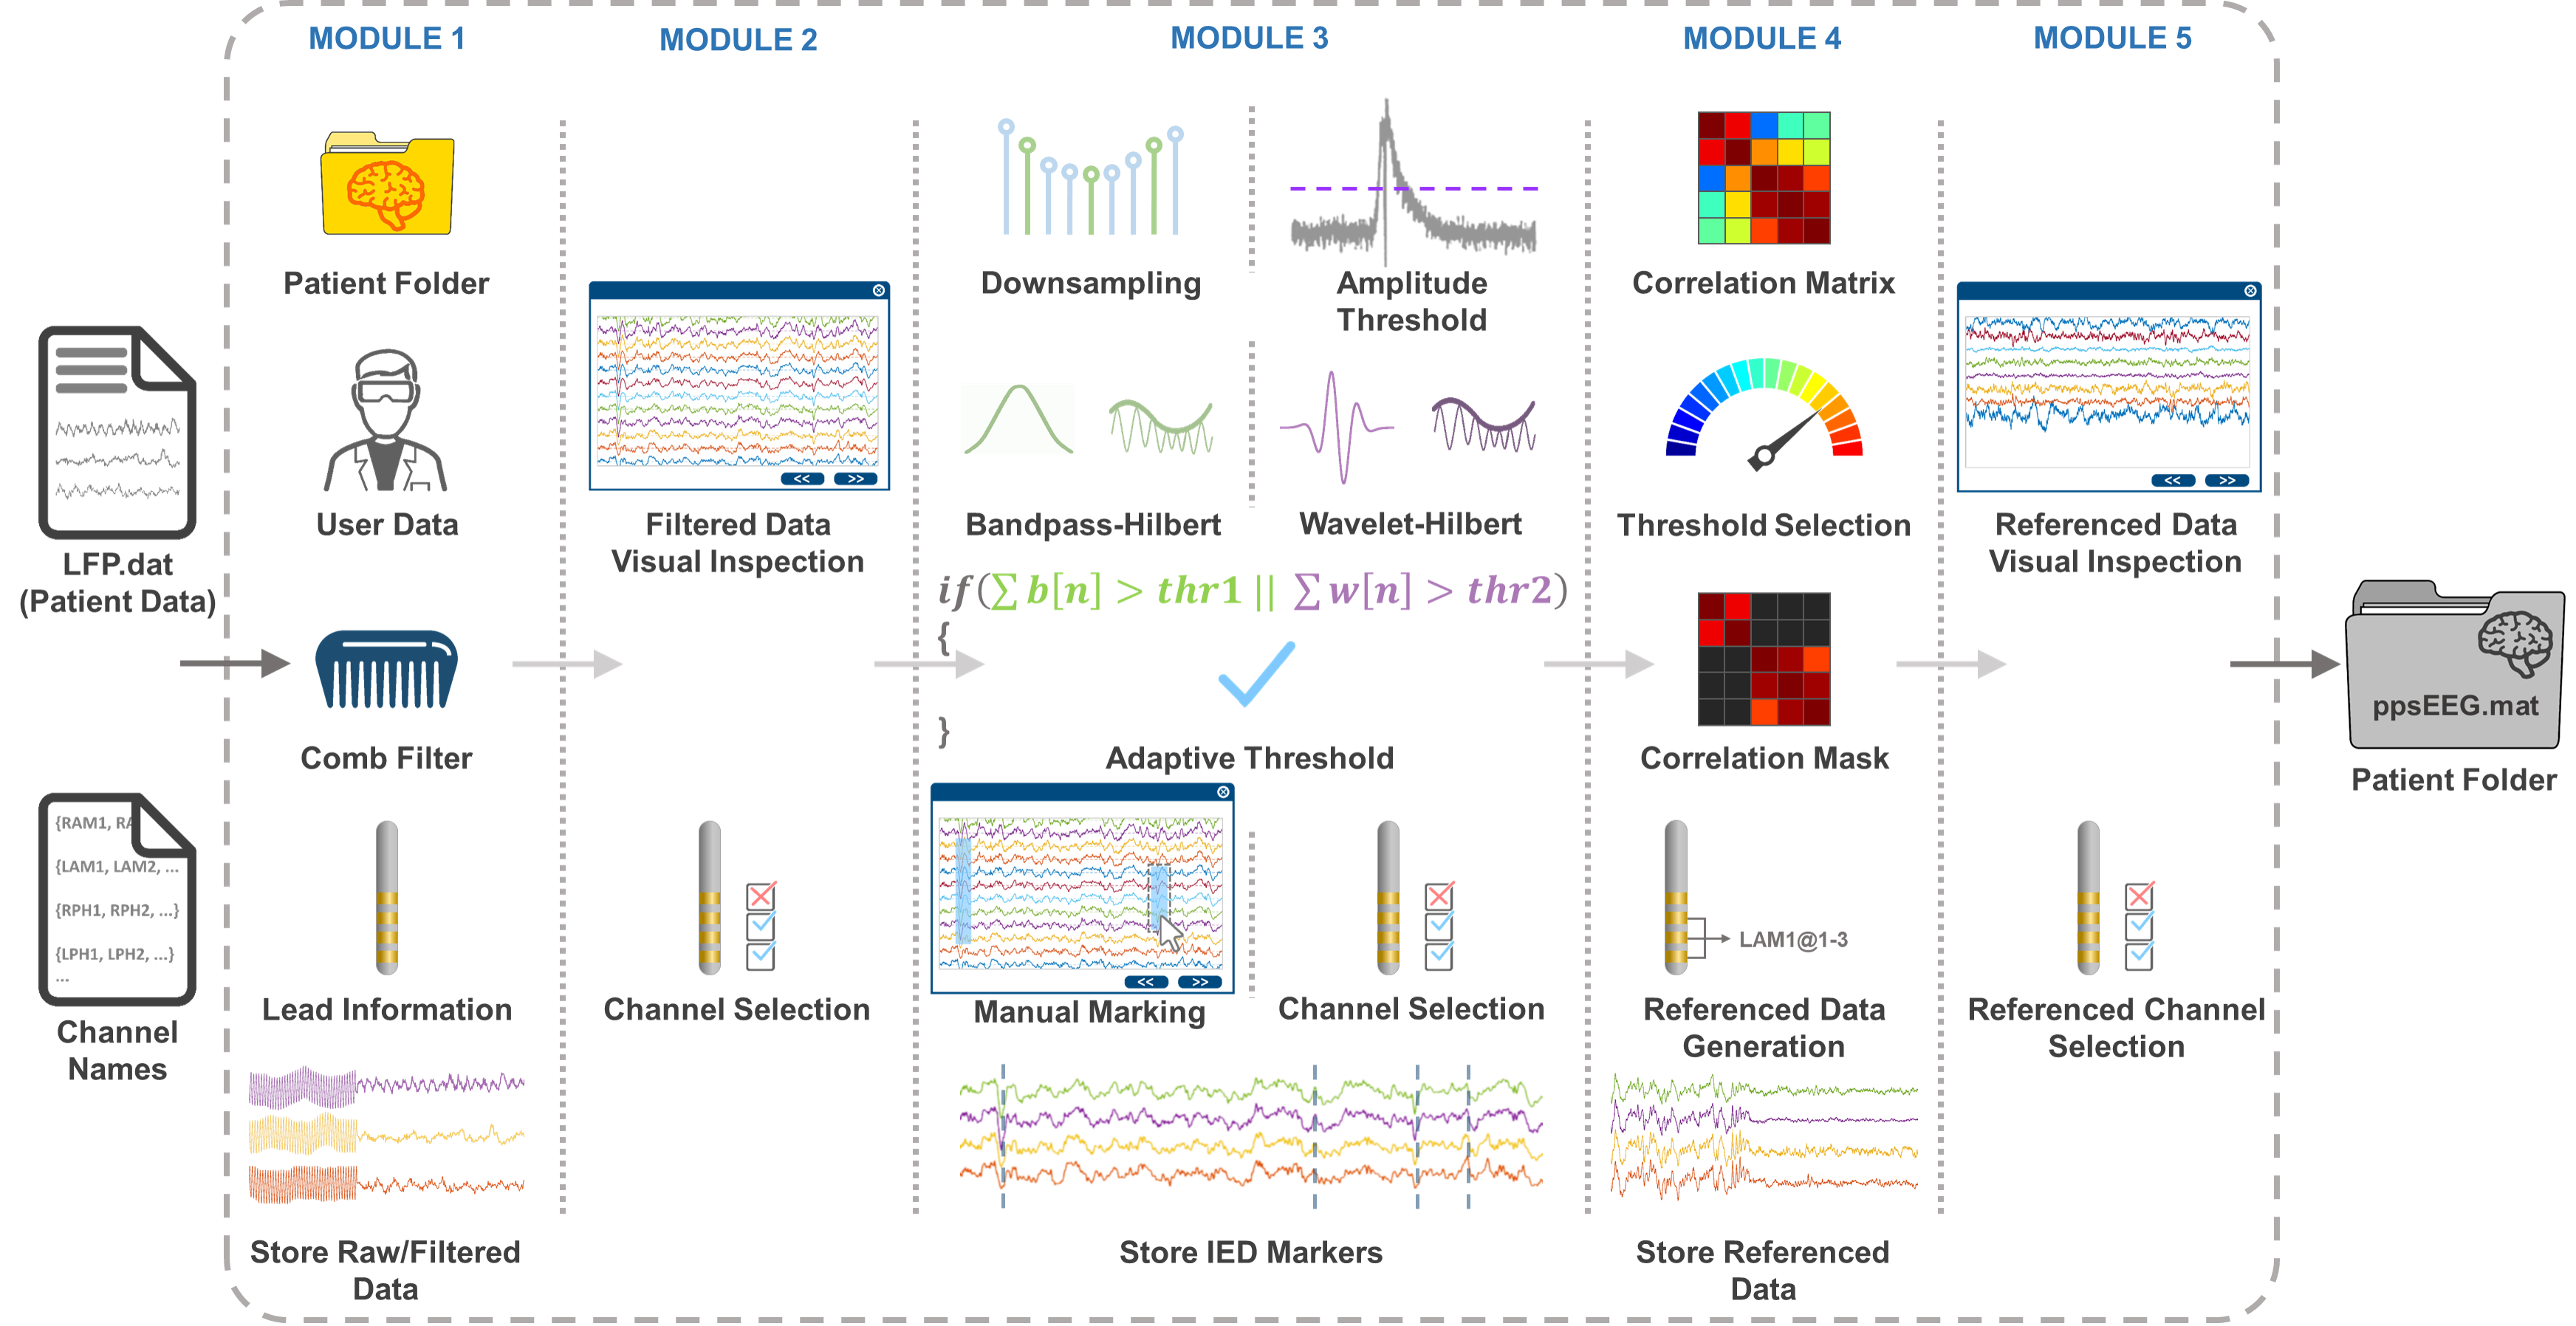 MODULE 1
MODULE 2
MODULE 3
MODULE 4
MODULE 5
LFP.dat
(Patient Data)
{RAM1, RA
{LAM1, LAM2, ...
{RPH1, RPH2, ...}
{LPH1, LPH2, ...}
...
Channel
Names
Patient Folder
User Data
Comb Filter
Lead Information
Store Raw/Filtered
Data
<< >>
Filtered Data
Visual Inspection
Channel Selection
Downsampling
Amplitude
Threshold
Bandpass-Hilbert
Wavelet-Hilbert
if(∑ b[n] > thr1 || ∑ w[n] > thr2)
{
}
Adaptive Threshold
<< >>
Manual Marking
Channel Selection
Store IED Markers
Correlation Matrix
Threshold Selection
Correlation Mask
LAM1@1-3
Referenced Data
Generation
Store Referenced
Data
<< >>
Referenced Data
Visual Inspection
Referenced Channel
Selection
ppsEEG.mat
Patient Folder